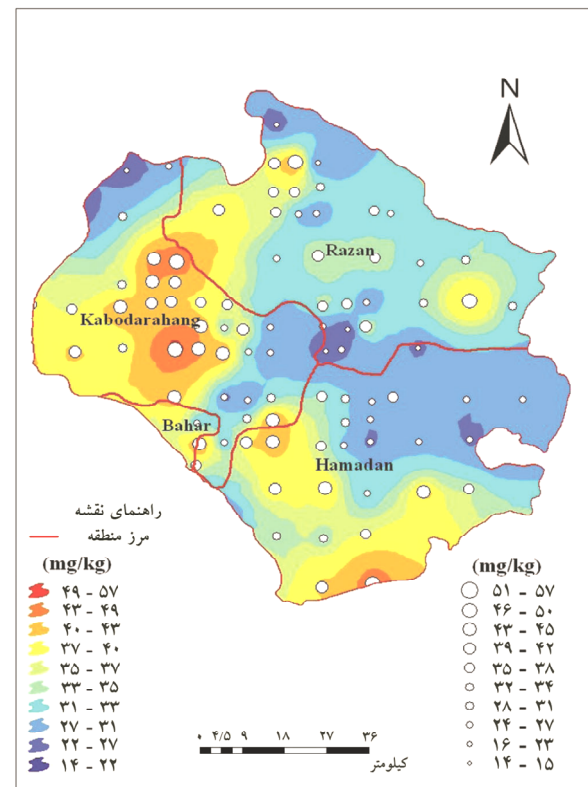 N
Razan
Kabodarahang
Bahar
Hamadan
راهنمای نقشه
مرز منطقه
(mg/kg)
۴۹ - ۵۷
۴۳ - ۴۹
۴۰ - ۴۳
۳۷ - ۴۰
۳۵ - ۳۷
۳۳ - ۳۵
۳۱ - ۳۳
۲۷ - ۳۱
۲۲ - ۲۷
۱۴ - ۲۲
(mg/kg)
۵۱ - ۵۷
۴۶ - ۵۰
۴۳ - ۴۵
۳۹ - ۴۲
۳۵ - ۳۸
۳۲ - ۳۴
۲۸ - ۳۱
۲۴ - ۲۷
۱۶ - ۲۳
۱۴ - ۱۵
۰ ۴/۵ ۹ ۱۸ ۲۷ ۳۶
کیلومتر